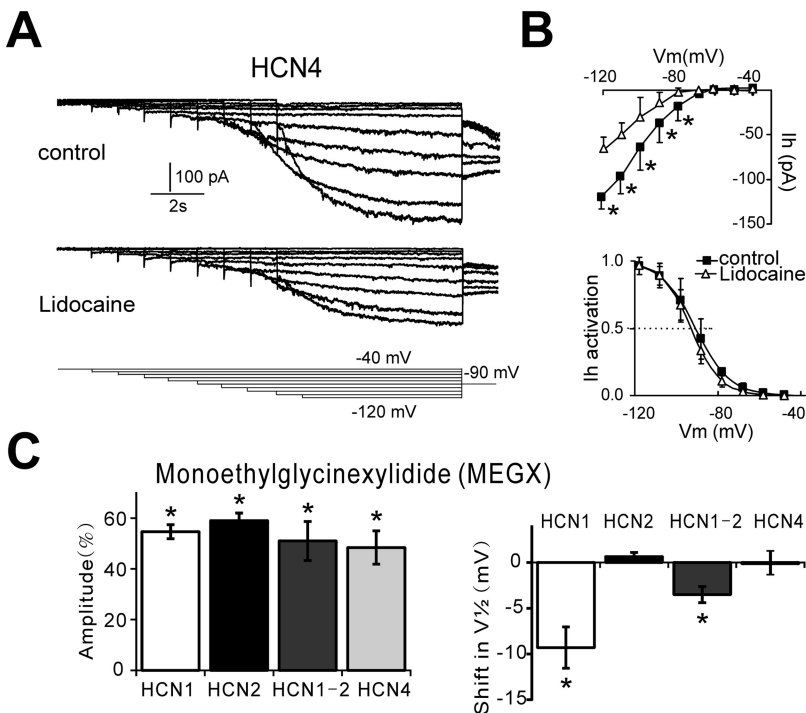 A
HCN4
control
100 pA
2s
Lidocaine
-40 mV
-90 mV
-120 mV
B
Vm(mV)
-120 -80 -40
* * * * *
-50
-100
-150
Ih (pA)
1.0
0.5
0.0
Ih activation
control
Lidocaine
-120 -80 -40
Vm (mV)
C
Monoethylglycinexylidide (MEGX)
Amplitude(%)
60
40
20
0
* * * *
HCN1 HCN2 HCN1-2 HCN4
HCN1 HCN2 HCN1-2 HCN4
Shift in V½ (mV)
0
-5
-10
-15
* *